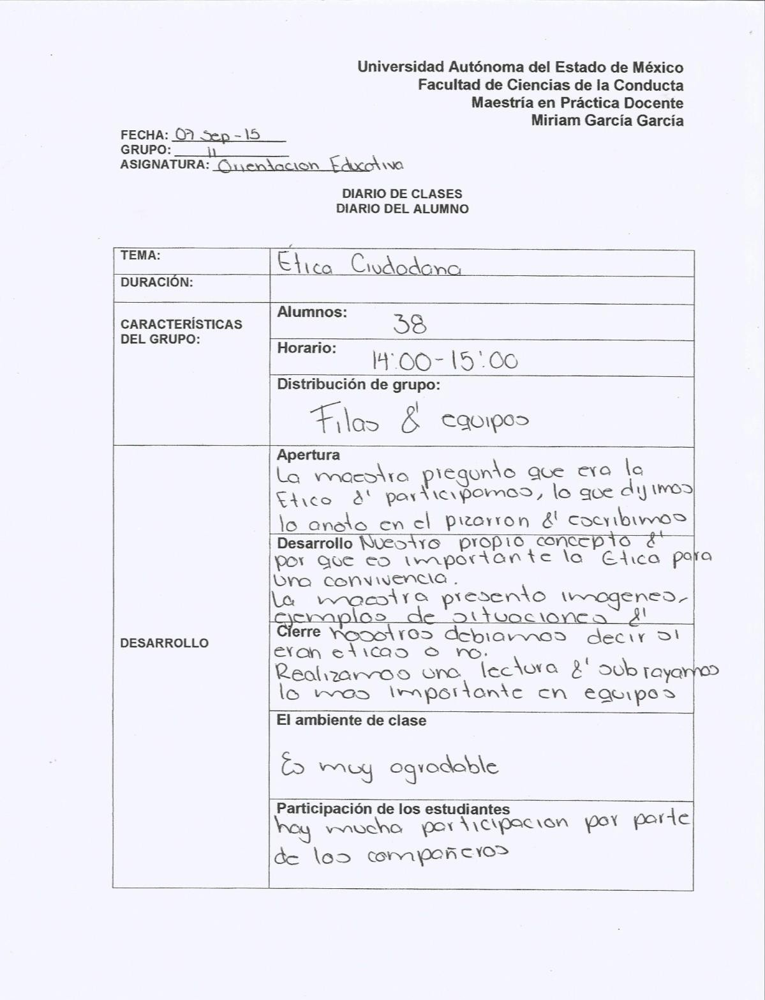 Universidad Autónoma del Estado de México
Facultad de Ciencias de la Conducta
Maestría en Práctica Docente
Miriam García García
FECHA: 07 Sep-15
GRUPO: 11
ASIGNATURA: Orientacion Educativa
DIARIO DE CLASES
DIARIO DEL ALUMNO
TEMA: Ética Ciudadana
DURACIÓN:
CARACTERÍSTICAS
DEL GRUPO:
Alumnos: 38
Horario: 14:00-15:00
Distribución de grupo:
Filas & equipos
DESARROLLO
Apertura
La maestra pregunto que era la
Etica & participamos, lo que dijimos
lo anoto en el pizarron & escribimos
Desarrollo Nuestro propio concepto &
por que es importante la Etica para
una convivencia.
La maestra presento imagenes,
ejemplos de situaciones &
Cierre nosotros debiamos decir si
eran eticas o no.
Realizamos una lectura & subrayamos
lo mas importante en equipos
El ambiente de clase
Es muy agradable
Participación de los estudiantes
hay mucha participacion por parte
de los compañeros